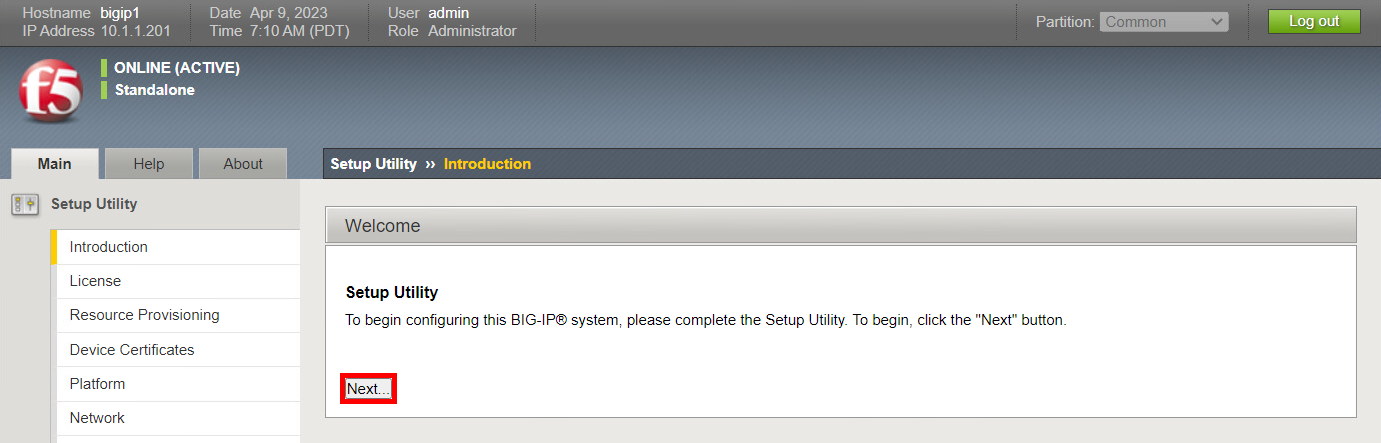 Hostname bigip1 Date Apr 9, 2023 User admin Partition: Common Log out
IP Address 10.1.1.201 Time 7:10 AM (PDT) Role Administrator
f5
ONLINE (ACTIVE)
Standalone
Main Help About Setup Utility ›› Introduction
Setup Utility
Introduction
License
Resource Provisioning
Device Certificates
Platform
Network
Welcome
Setup Utility
To begin configuring this BIG-IP® system, please complete the Setup Utility. To begin, click the "Next" button.
Next...